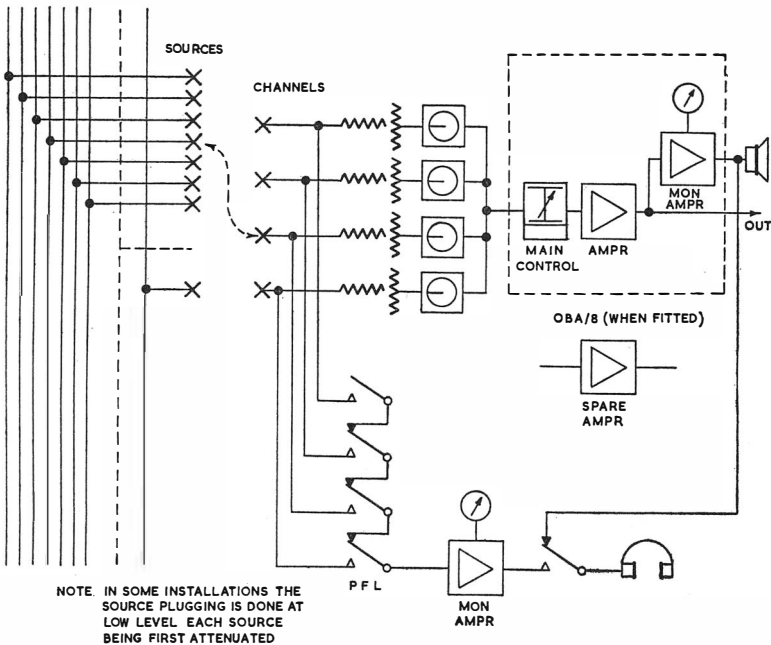 SOURCES
CHANNELS
MON
AMPR
OUT
MAIN
CONTROL
AMPR
OBA/8 (WHEN FITTED)
SPARE
AMPR
P F L
MON
AMPR
NOTE. IN SOME INSTALLATIONS THE
SOURCE PLUGGING IS DONE AT
LOW LEVEL EACH SOURCE
BEING FIRST ATTENUATED